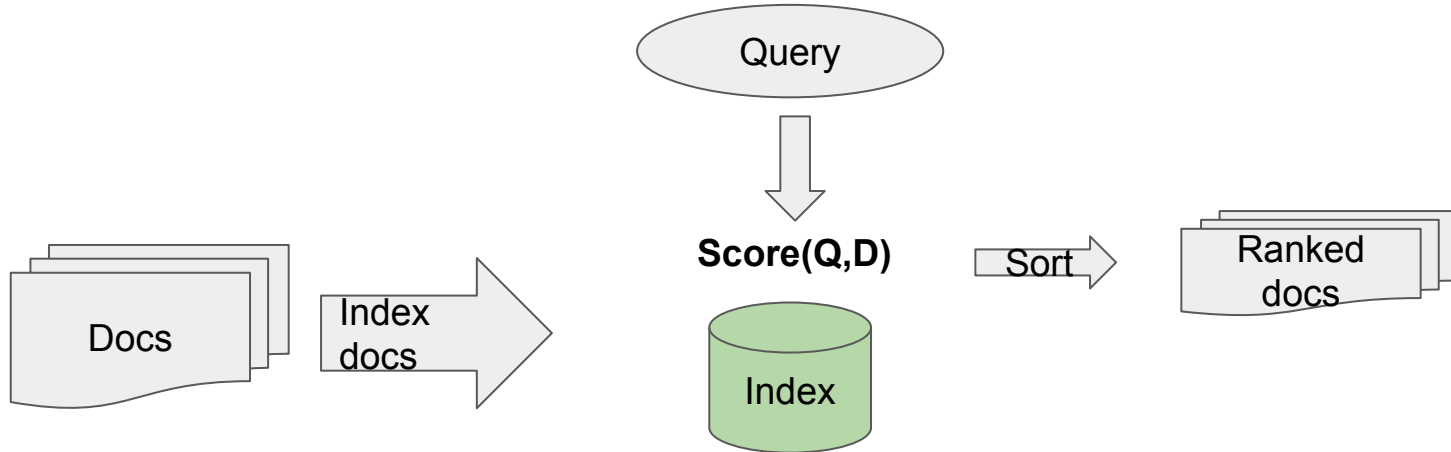 Query
Score(Q,D)
Sort
Ranked
docs
Docs
Index
docs
Index